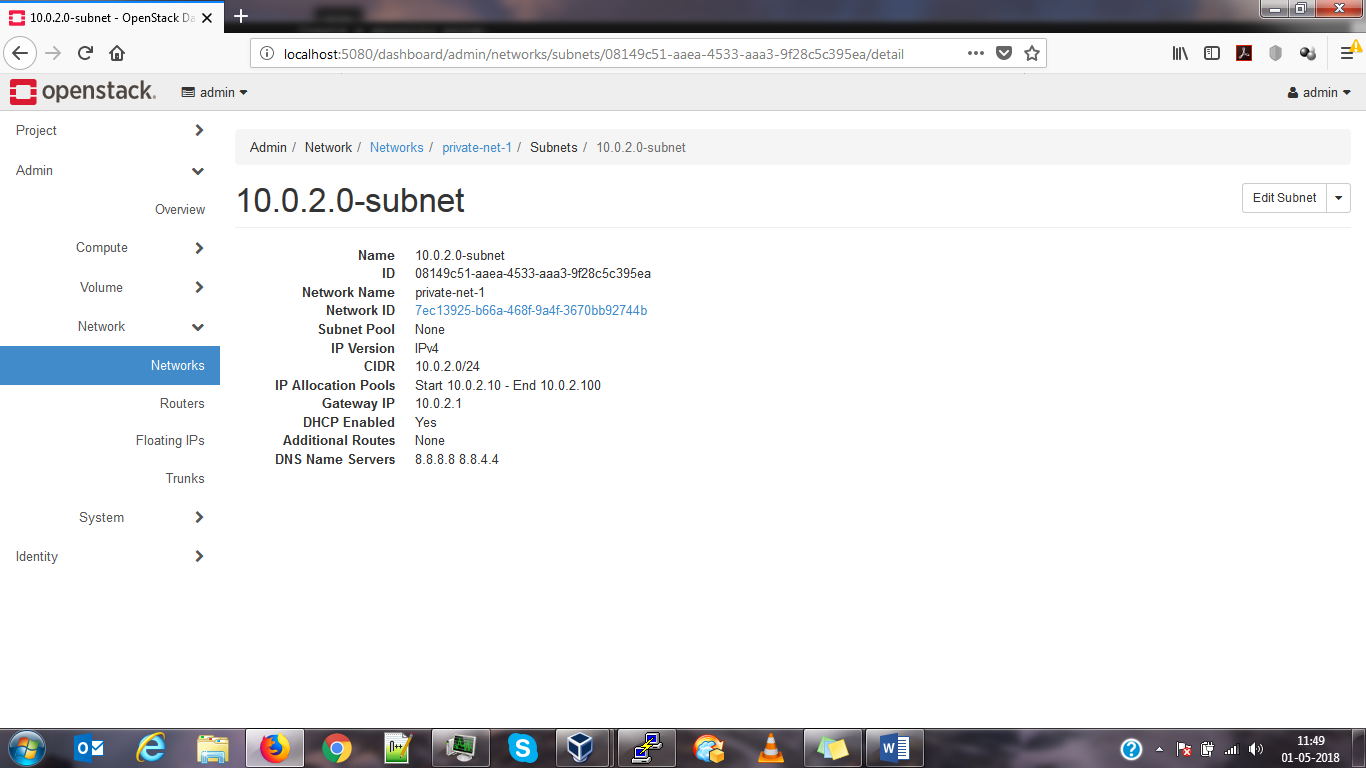 10.0.2.0-subnet - OpenStack Da
localhost:5080/dashboard/admin/networks/subnets/08149c51-aaea-4533-aaa3-9f28c5c395ea/detail
openstack. admin admin
Project
Admin
Overview
Compute
Volume
Network
Networks
Routers
Floating IPs
Trunks
System
Identity
Admin / Network / Networks / private-net-1 / Subnets / 10.0.2.0-subnet
10.0.2.0-subnet
Edit Subnet
Name 10.0.2.0-subnet
ID 08149c51-aaea-4533-aaa3-9f28c5c395ea
Network Name private-net-1
Network ID 7ec13925-b66a-468f-9a4f-3670bb92744b
Subnet Pool None
IP Version IPv4
CIDR 10.0.2.0/24
IP Allocation Pools Start 10.0.2.10 - End 10.0.2.100
Gateway IP 10.0.2.1
DHCP Enabled Yes
Additional Routes None
DNS Name Servers 8.8.8.8 8.8.4.4
11:49
01-05-2018